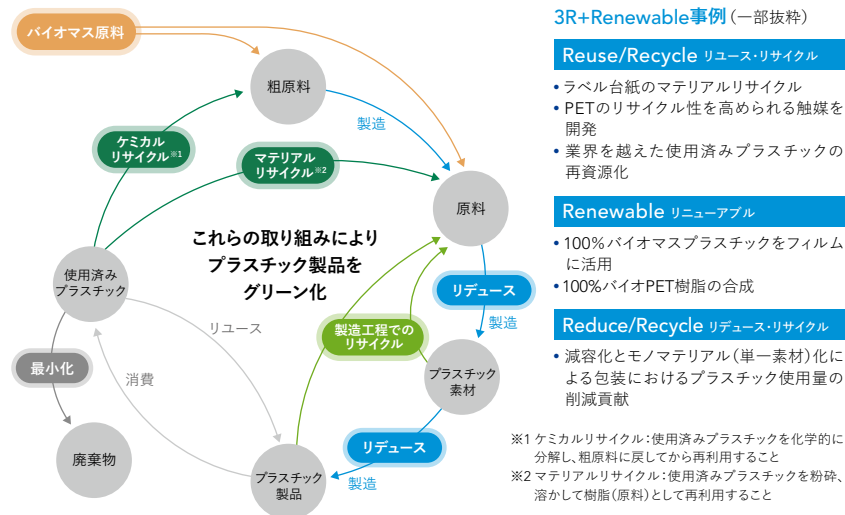 バイオマス原料
粗原料
製造
ケミカル
リサイクル※1
マテリアル
リサイクル※2
原料
これらの取り組みにより
プラスチック製品を
グリーン化
使用済み
プラスチック
リデュース
製造
リユース
製造工程での
リサイクル
最小化
消費
プラスチック
素材
リデュース
廃棄物
プラスチック
製品
製造
3R+Renewable事例(一部抜粋)
Reuse/Recycle リユース・リサイクル
• ラベル台紙のマテリアルリサイクル
• PETのリサイクル性を高められる触媒を
開発
• 業界を越えた使用済みプラスチックの
再資源化
Renewable リニューアブル
• 100%バイオマスプラスチックをフィルム
に活用
• 100%バイオPET樹脂の合成
Reduce/Recycle リデュース・リサイクル
• 減容化とモノマテリアル(単一素材)化に
よる包装におけるプラスチック使用量の
削減貢献
※1 ケミカルリサイクル:使用済みプラスチックを化学的に
分解し、粗原料に戻してから再利用すること
※2 マテリアルリサイクル:使用済みプラスチックを粉砕、
溶かして樹脂(原料)として再利用すること